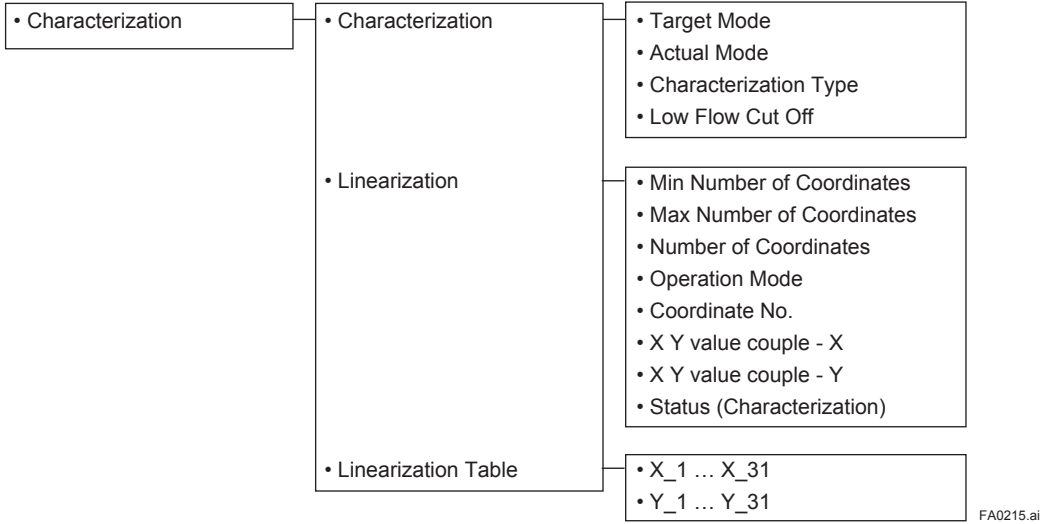 • Characterization
• Characterization
• Target Mode
• Actual Mode
• Characterization Type
• Low Flow Cut Off
• Linearization
• Min Number of Coordinates
• Max Number of Coordinates
• Number of Coordinates
• Operation Mode
• Coordinate No.
• X Y value couple - X
• X Y value couple - Y
• Status (Characterization)
• Linearization Table
• X_1 … X_31
• Y_1 … Y_31
FA0215.ai